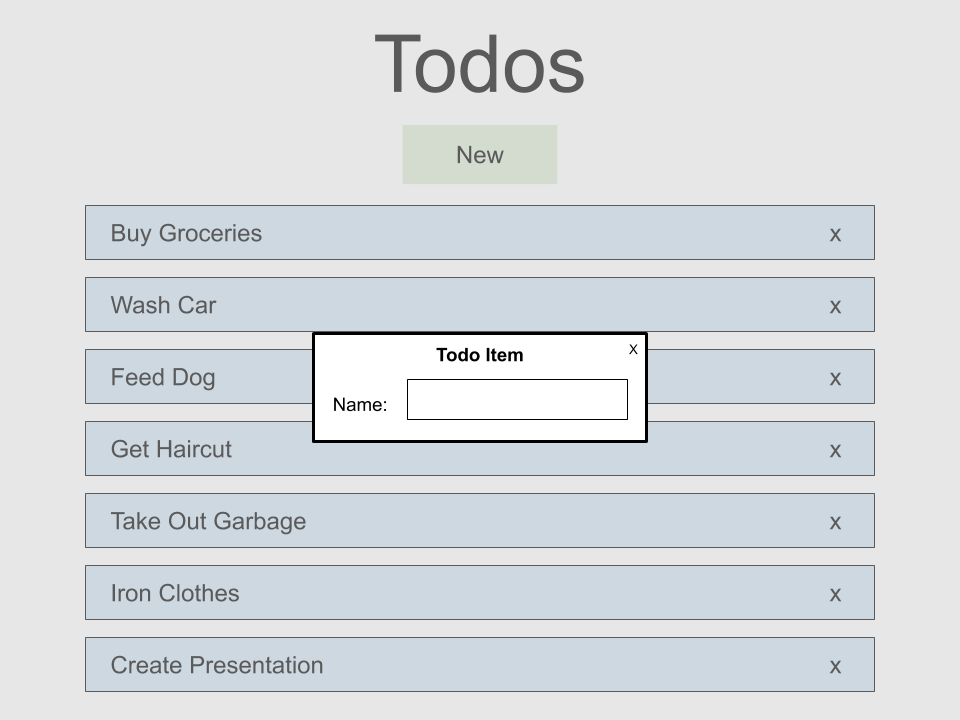 Todos
New
Buy Groceries x
Wash Car x
Todo Item x
Feed Dog x
Name:
Get Haircut x
Take Out Garbage x
Iron Clothes x
Create Presentation x